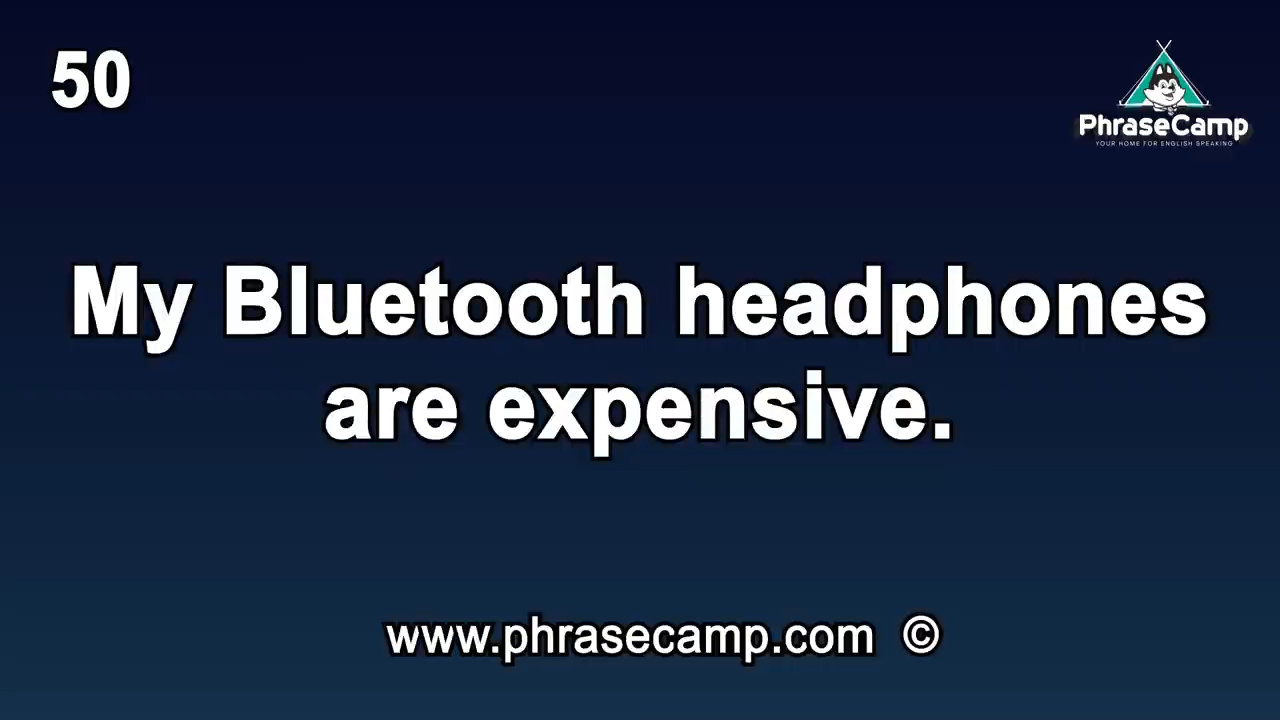 50
PhraseCamp
YOUR HOME FOR ENGLISH SPEAKING
My Bluetooth headphones
are expensive.
www.phrasecamp.com ©